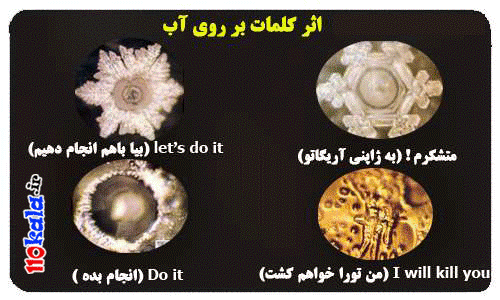 اثر کلمات بر روی آب
متشکرم ! (به ژاپنی آریگاتو)
let's do it (بیا باهم انجام دهیم)
I will kill you (من تورا خواهم کشت)
Do it (انجام بده )
110kala.ir